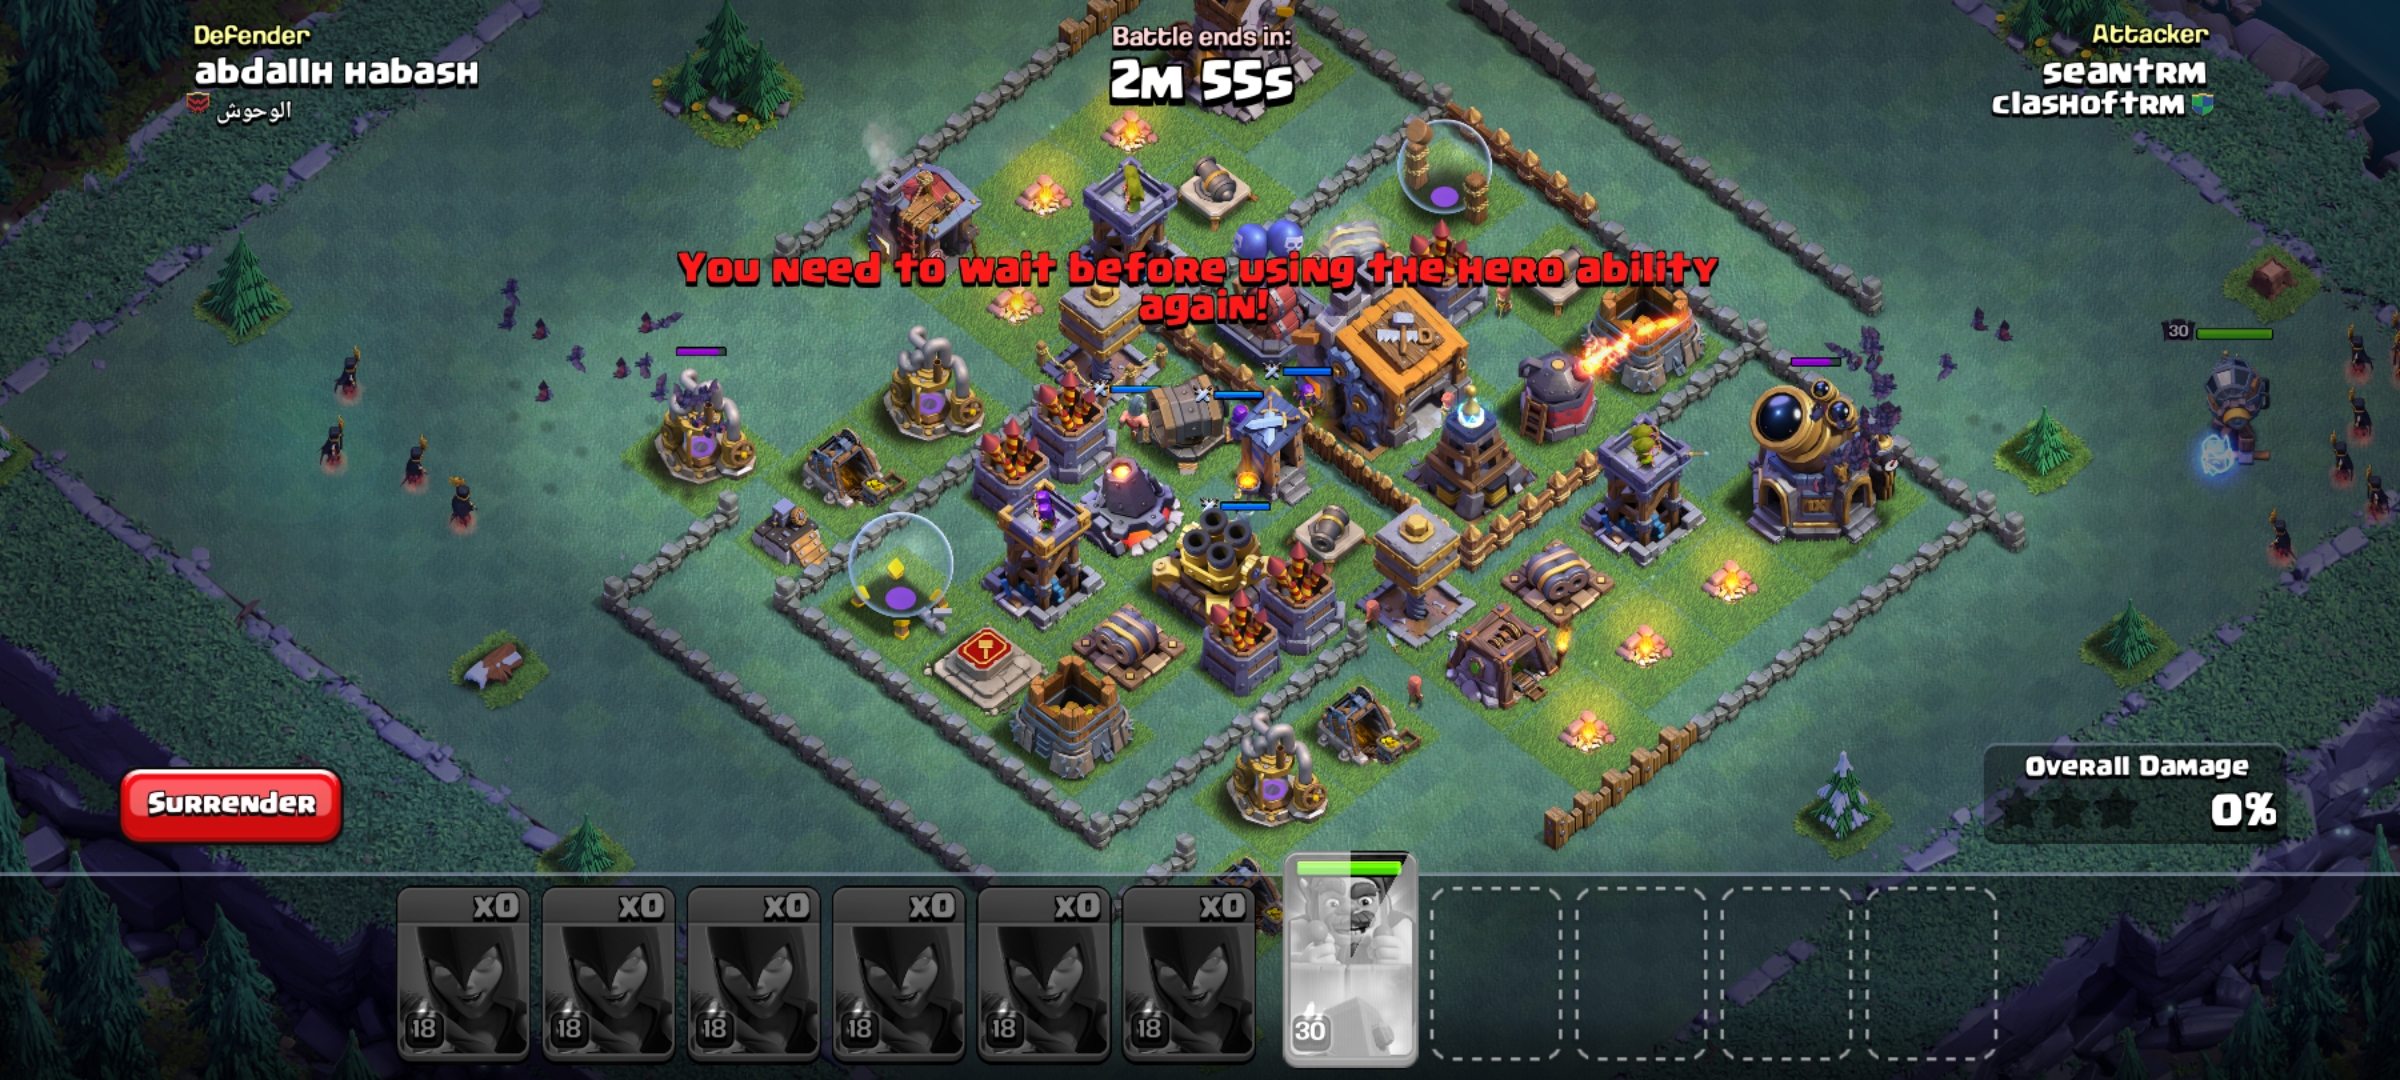 Defender
abdallH HabasH
الوحوش
Battle ends in:
2M 55s
Attacker
seantRM
clasHoftRM
You need to wait before using the Hero ability
again!
30
IX
Surrender
Overall Damage
0%
x0
x0
x0
x0
x0
x0
18
18
18
18
18
18
30